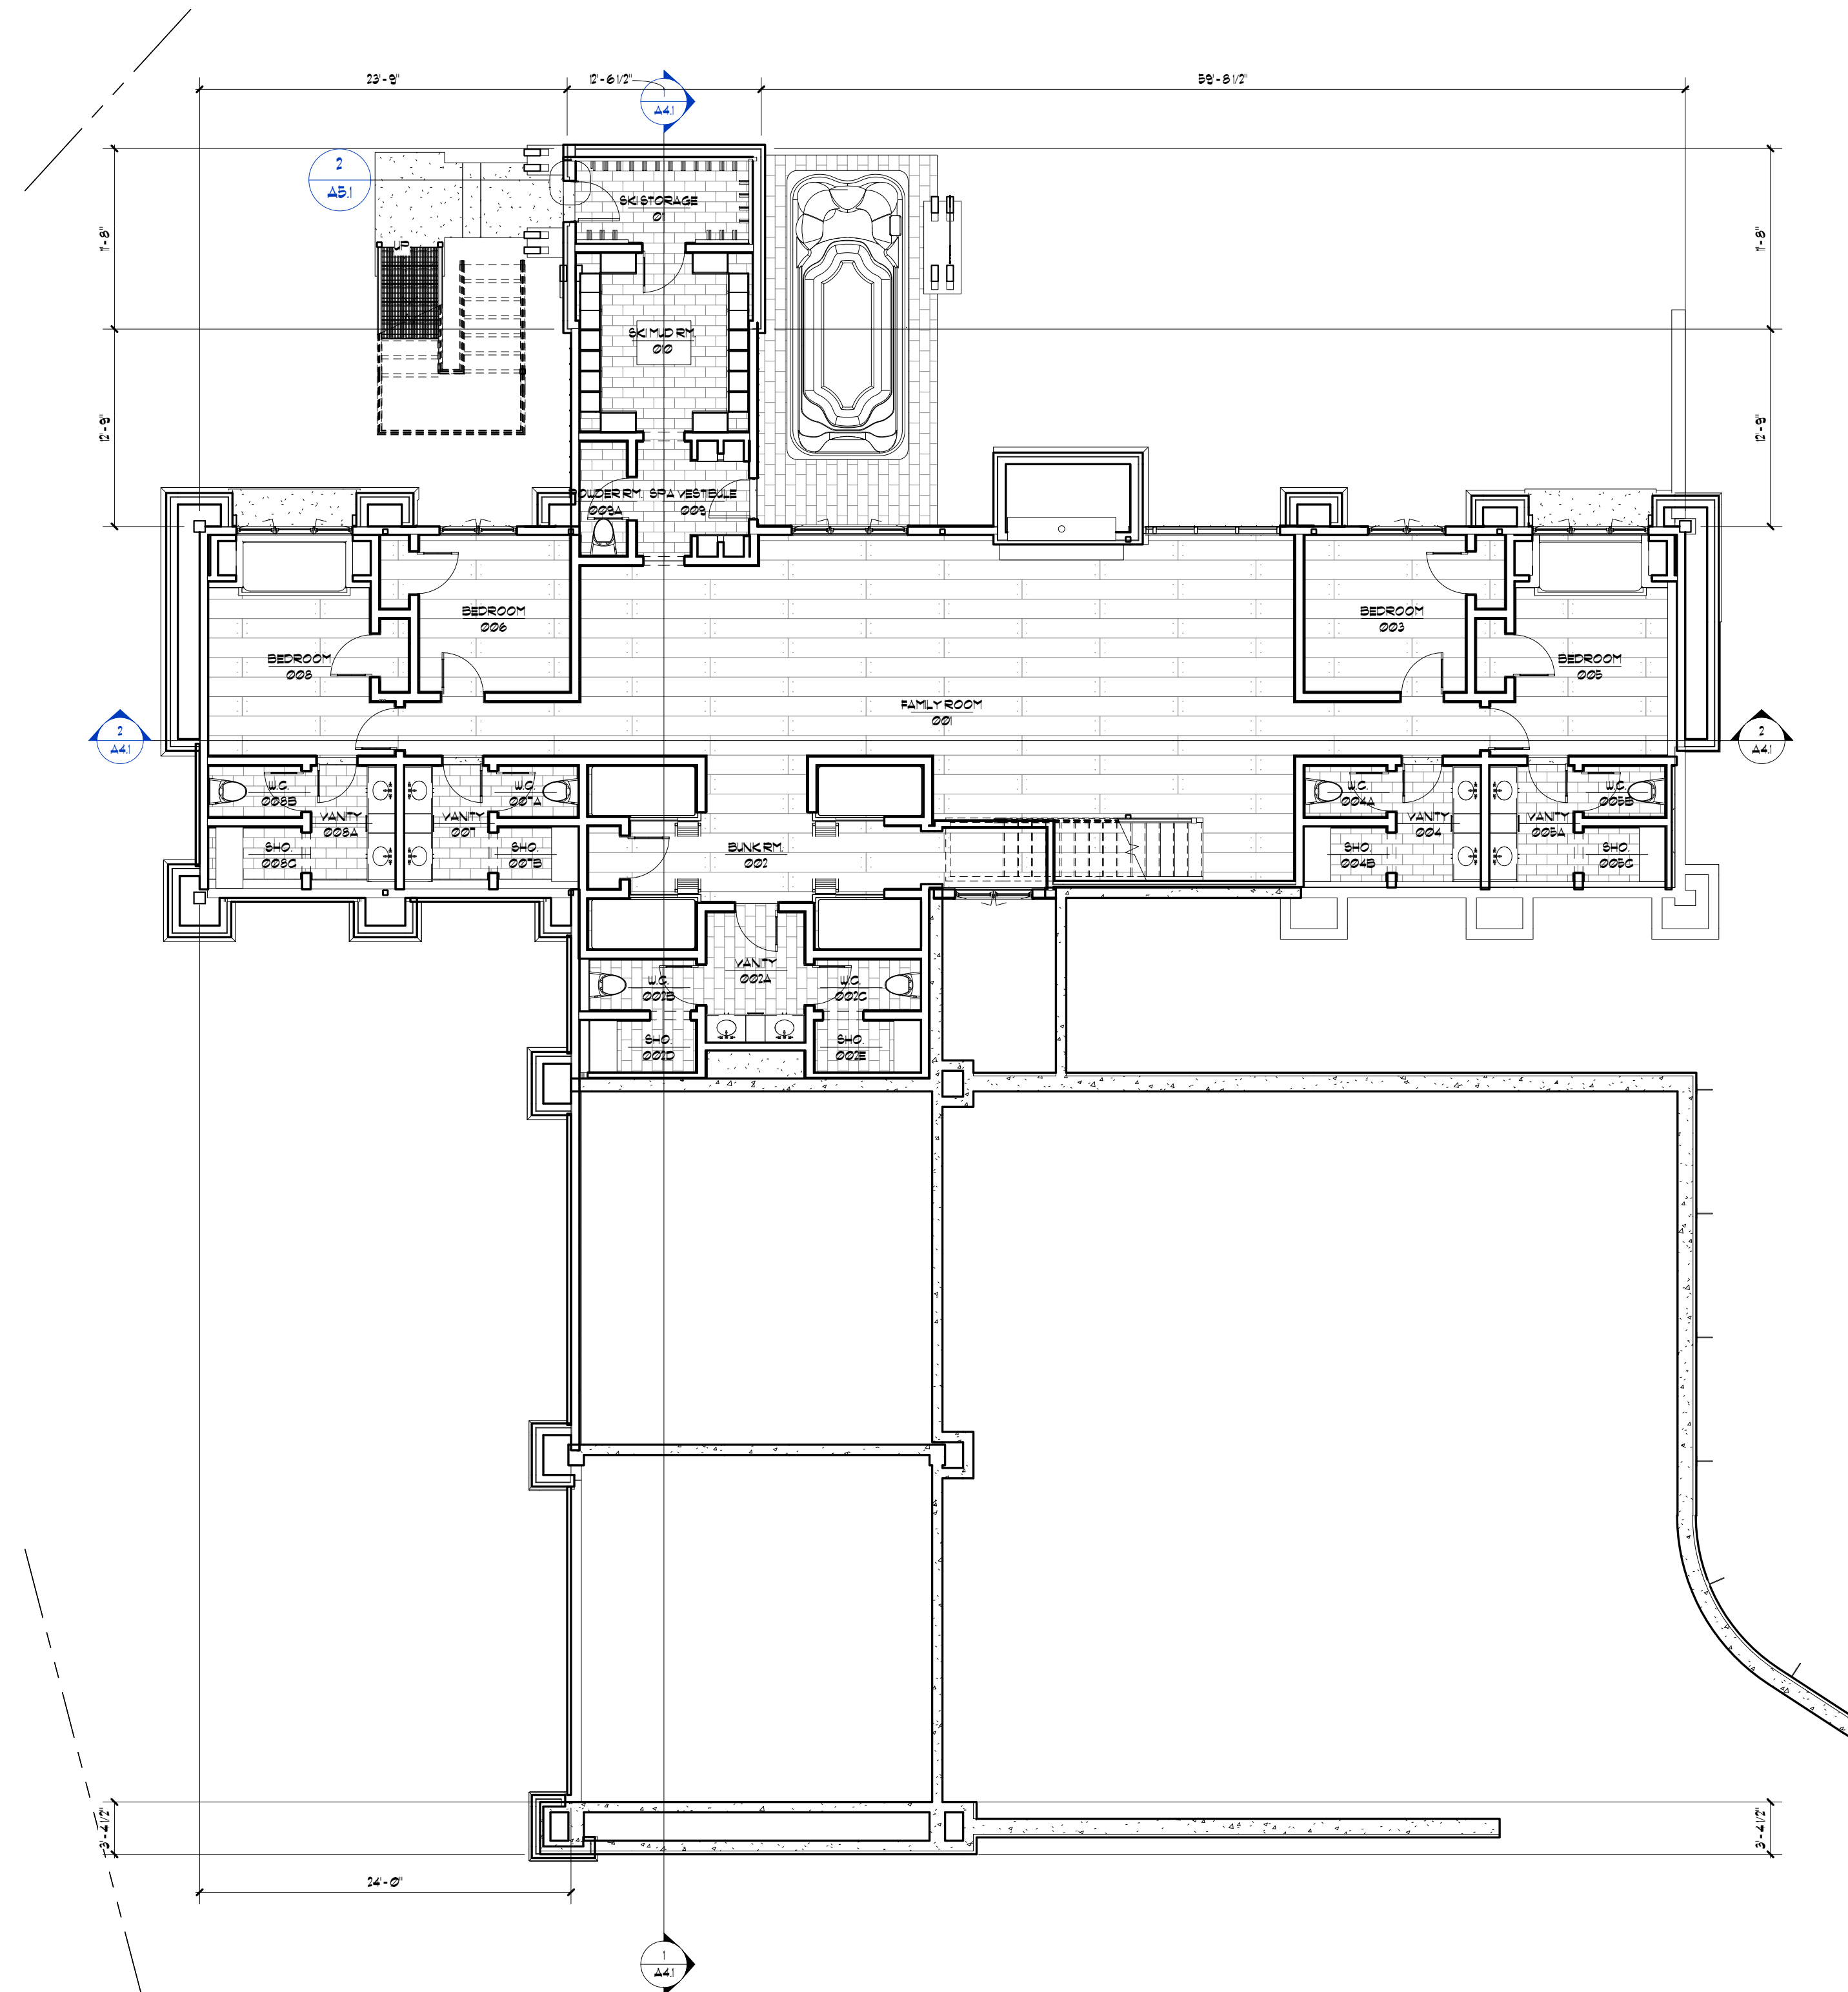 23'-9"
12'-6 1/2"
59'-8 1/2"
1
A4.1
2
A5.1
SKI STORAGE
011
11'-8"
11'-8"
SKI MUD RM.
010
12'-9"
12'-9"
POWDER RM.
009A
SPA VESTIBULE
009
BEDROOM
006
BEDROOM
003
BEDROOM
008
BEDROOM
005
FAMILY ROOM
001
2
A4.1
2
A4.1
W.C.
008B
W.C.
007A
W.C.
004A
W.C.
005B
VANITY
008A
VANITY
007
VANITY
004
VANITY
005A
SHO.
008C
SHO.
007B
BUNK RM.
002
SHO.
004B
SHO.
005C
VANITY
002A
W.C.
002B
W.C.
002C
SHO.
002D
SHO.
002E
3'-4 1/2"
3'-4 1/2"
24'-0"
1
A4.1